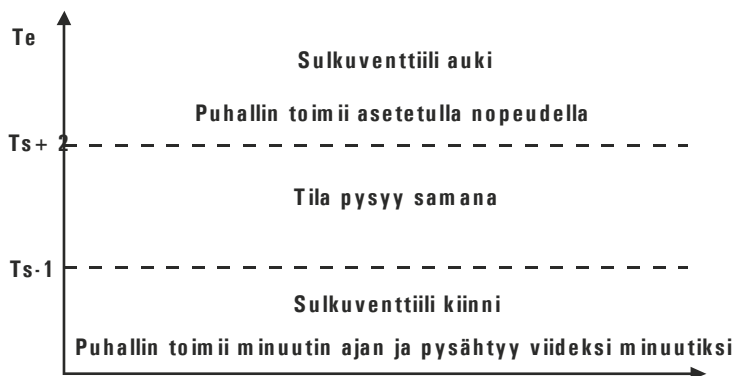 Te
Sulkuventtiili auki
Puhallin toimii asetetulla nopeudella
Ts+ 2
Tila pysyy samana
Ts-1
Sulkuventtiili kiinni
Puhallin toimii minuutin ajan ja pysähtyy viideksi minuutiksi